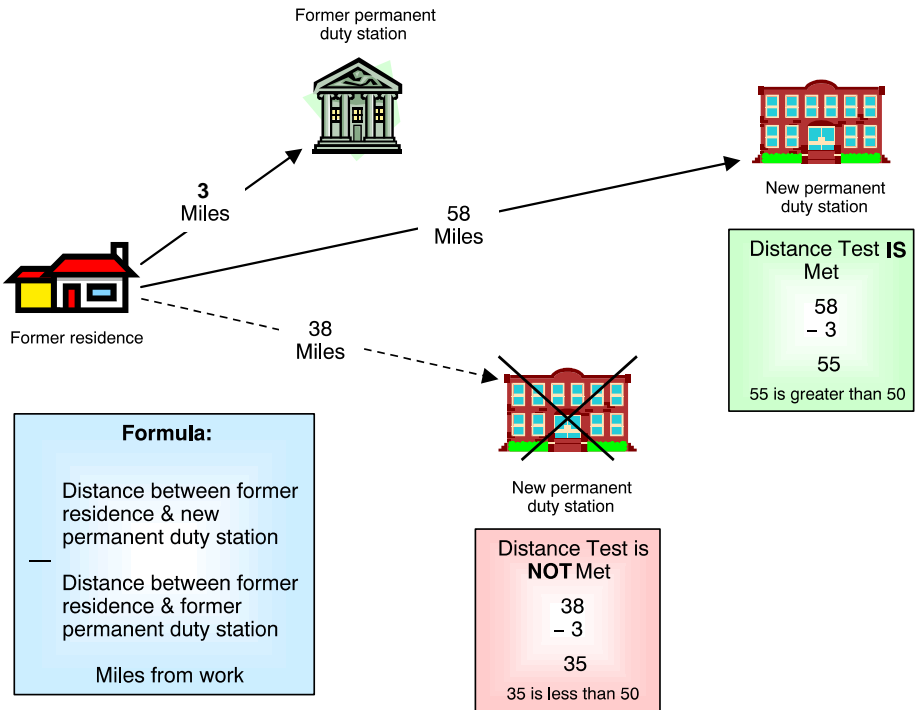 Former permanent
duty station
3
Miles
58
Miles
New permanent
duty station
Distance Test IS
Met
58
– 3
55
55 is greater than 50
Former residence
38
Miles
New permanent
duty station
Distance Test is
NOT Met
38
– 3
35
35 is less than 50
Formula:
Distance between former
residence & new
permanent duty station
—
Distance between former
residence & former
permanent duty station
Miles from work